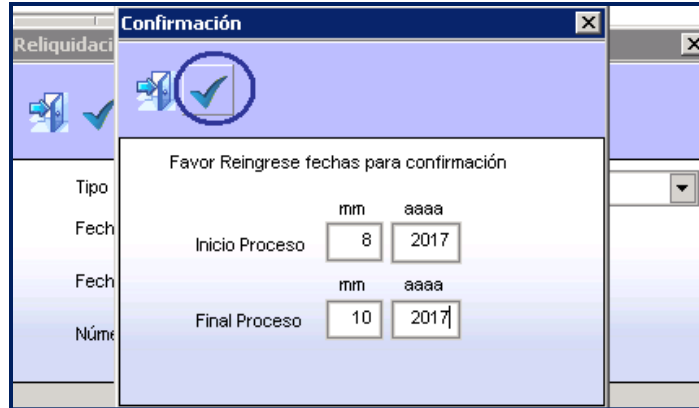 Confirmación
Reliquidaci
Favor Reingrese fechas para confirmación
Tipo
mm aaaa
Fech
Inicio Proceso 8 2017
Fech
mm aaaa
Final Proceso 10 2017
Núme